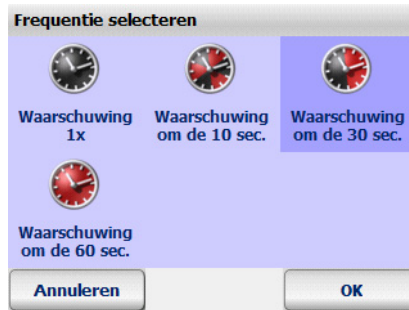 Frequentie selecteren
Waarschuwing
1x
Waarschuwing
om de 10 sec.
Waarschuwing
om de 30 sec.
Waarschuwing
om de 60 sec.
Annuleren
OK